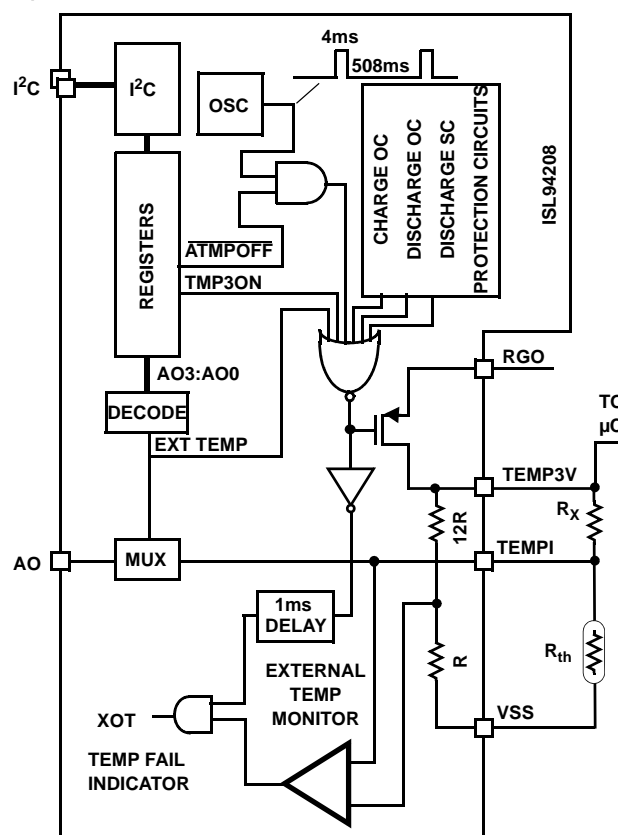 4ms
508ms
I²C
I²C
OSC
CHARGE OC
DISCHARGE OC
DISCHARGE SC
PROTECTION CIRCUITS
ISL94208
REGISTERS
ATMPOFF
TMP3ON
RGO
AO3:AO0
DECODE
TO
µC
EXT TEMP
TEMP3V
12R
RX
AO
MUX
TEMPI
1ms
DELAY
R
Rth
EXTERNAL
TEMP
MONITOR
XOT
VSS
TEMP FAIL
INDICATOR